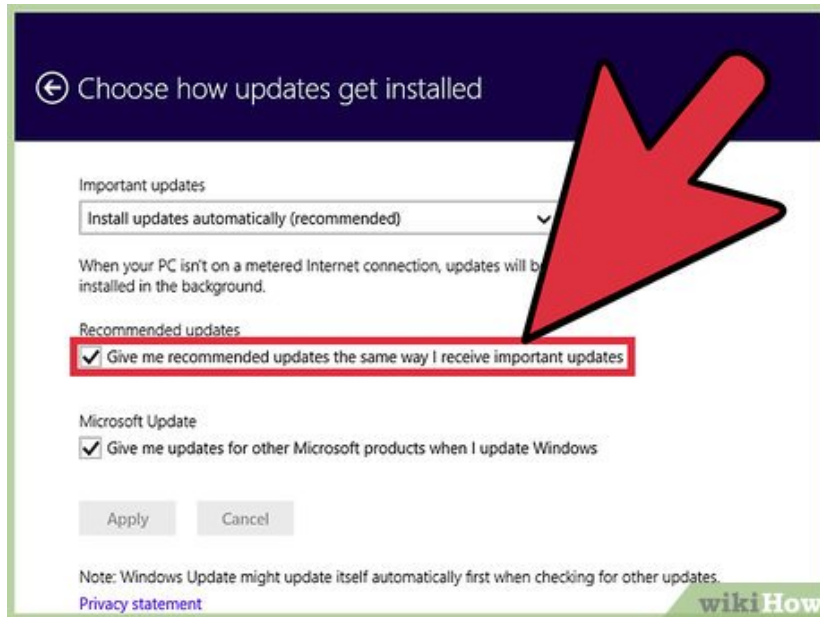 Choose how updates get installed
Important updates
Install updates automatically (recommended)
When your PC isn't on a metered Internet connection, updates will b
installed in the background.
Recommended updates
Give me recommended updates the same way I receive important updates
Microsoft Update
Give me updates for other Microsoft products when I update Windows
Apply Cancel
Note: Windows Update might update itself automatically first when checking for other updates.
Privacy statement
wikiHow